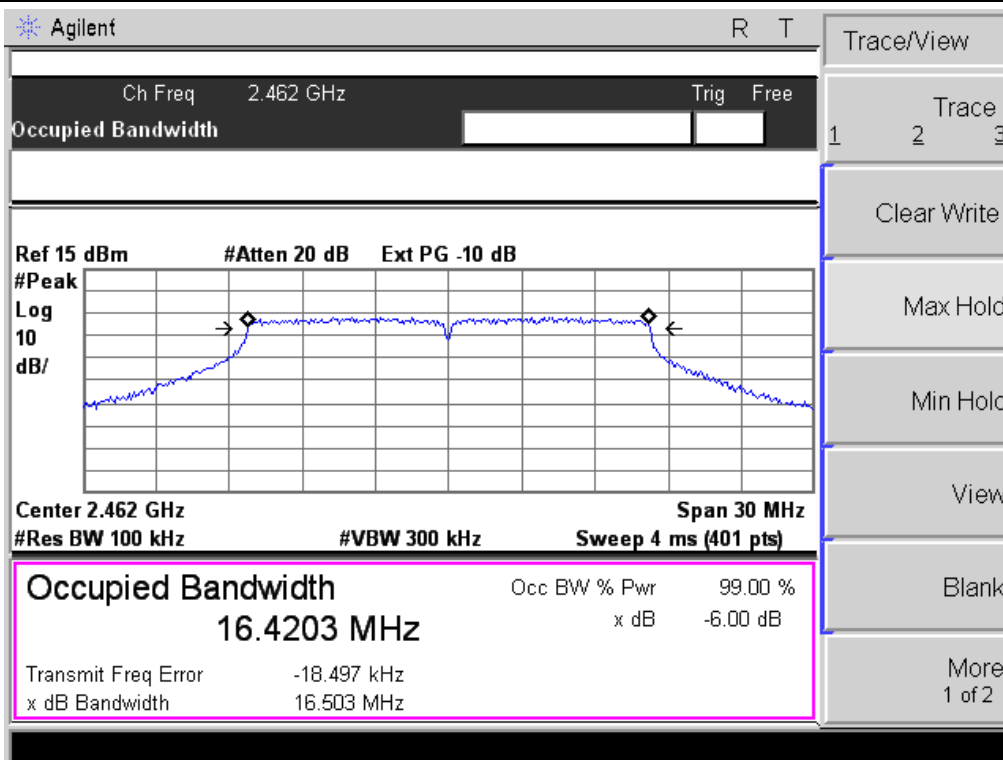 Agilent R T
Ch Freq 2.462 GHz Trig Free
Occupied Bandwidth
Ref 15 dBm #Atten 20 dB Ext PG -10 dB
#Peak
Log
10
dB/
Center 2.462 GHz Span 30 MHz
#Res BW 100 kHz #VBW 300 kHz Sweep 4 ms (401 pts)
Occupied Bandwidth Occ BW % Pwr 99.00 %
16.4203 MHz x dB -6.00 dB
Transmit Freq Error -18.497 kHz
x dB Bandwidth 16.503 MHz
Trace/View
Trace
1 2 3
Clear Write
Max Hold
Min Hold
View
Blank
More
1 of 2